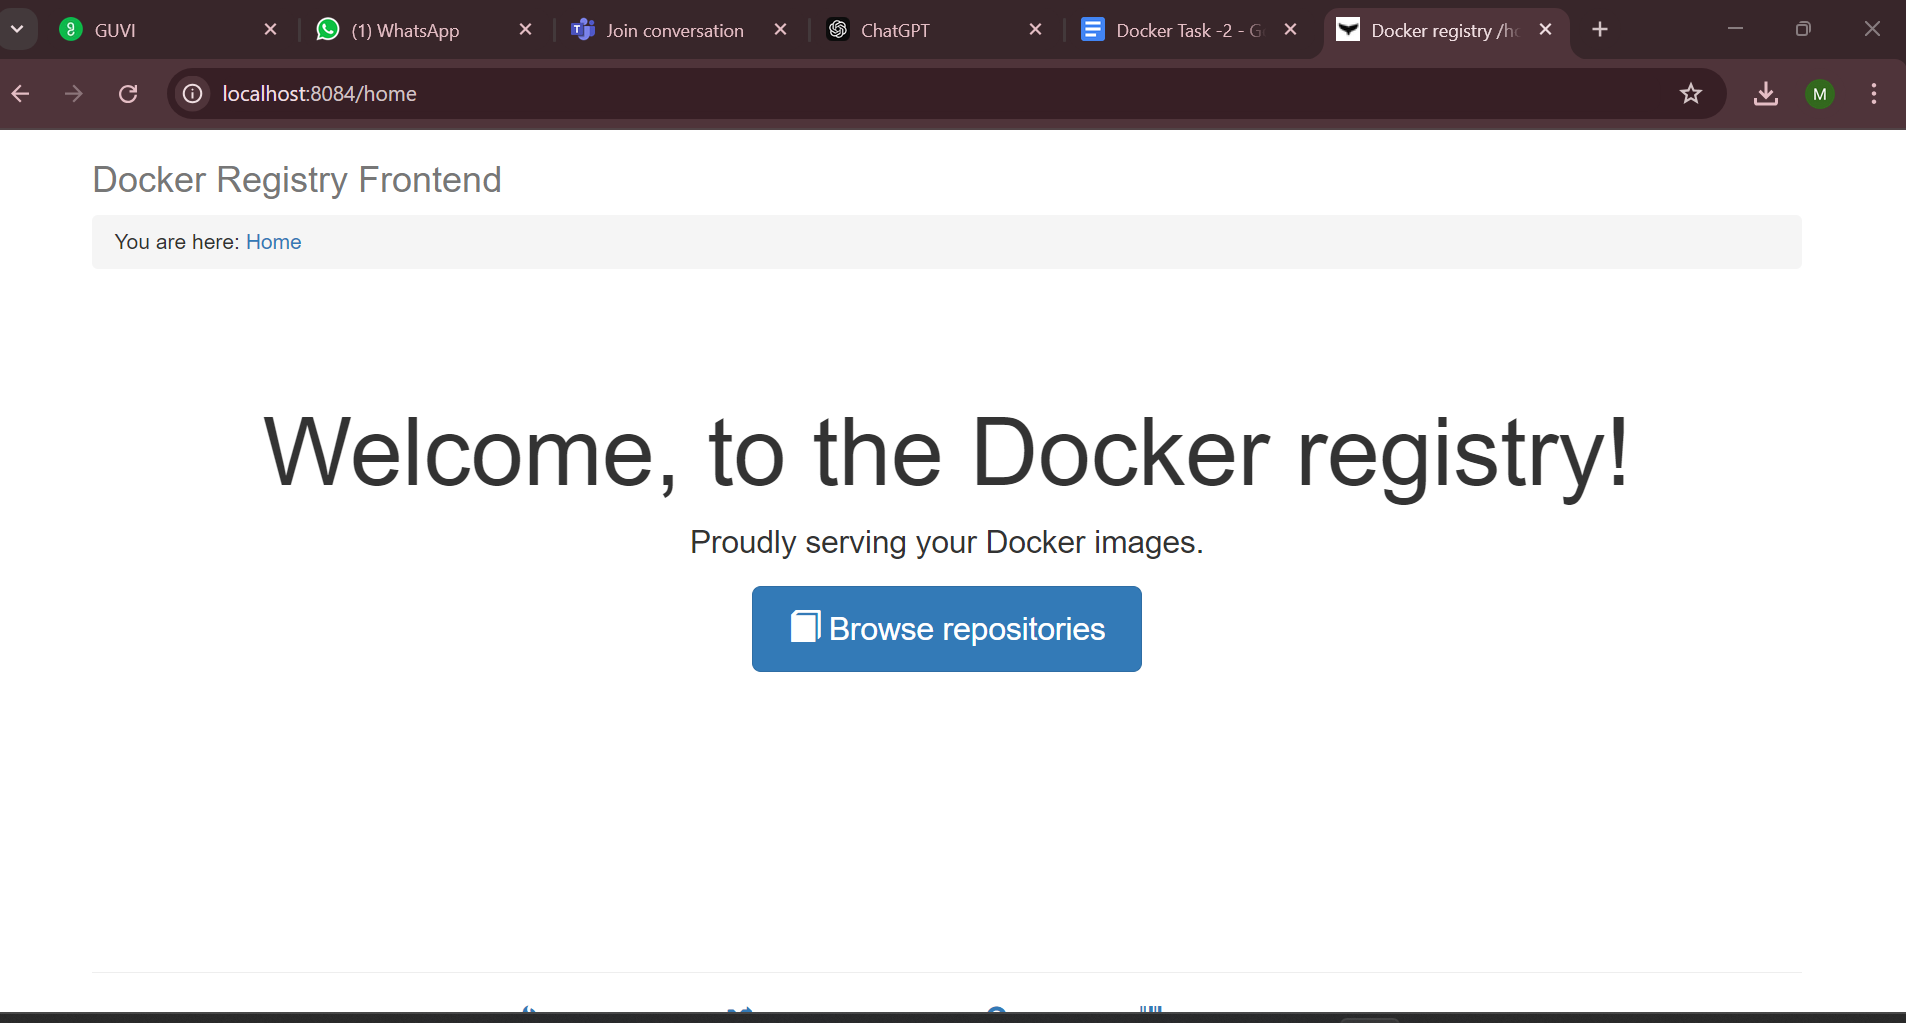 GUVI
(1) WhatsApp
Join conversation
ChatGPT
Docker Task -2 - G
Docker registry /h
localhost:8084/home
M
Docker Registry Frontend
You are here: Home
Welcome, to the Docker registry!
Proudly serving your Docker images.
Browse repositories